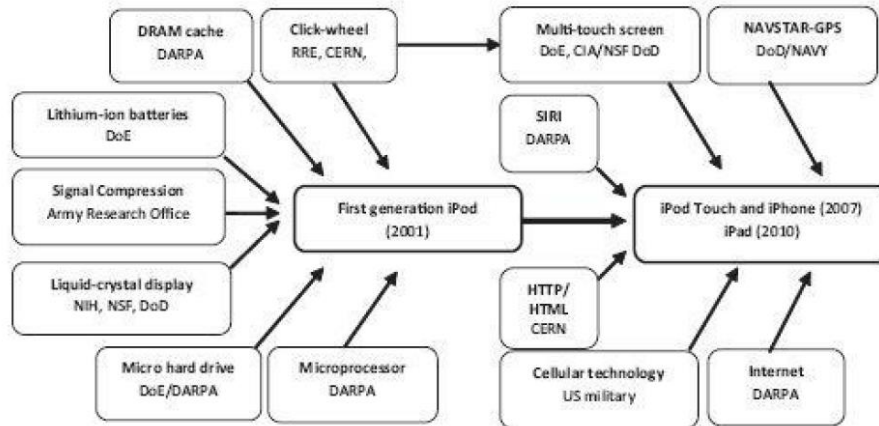 DRAM cache
DARPA
Click-wheel
RRE, CERN,
Multi-touch screen
DoE, CIA/NSF DoD
NAVSTAR-GPS
DoD/NAVY
Lithium-ion batteries
DoE
SIRI
DARPA
Signal Compression
Army Research Office
First generation iPod
(2001)
iPod Touch and iPhone (2007)
iPad (2010)
Liquid-crystal display
NIH, NSF, DoD
HTTP/
HTML
CERN
Micro hard drive
DoE/DARPA
Microprocessor
DARPA
Cellular technology
US military
Internet
DARPA